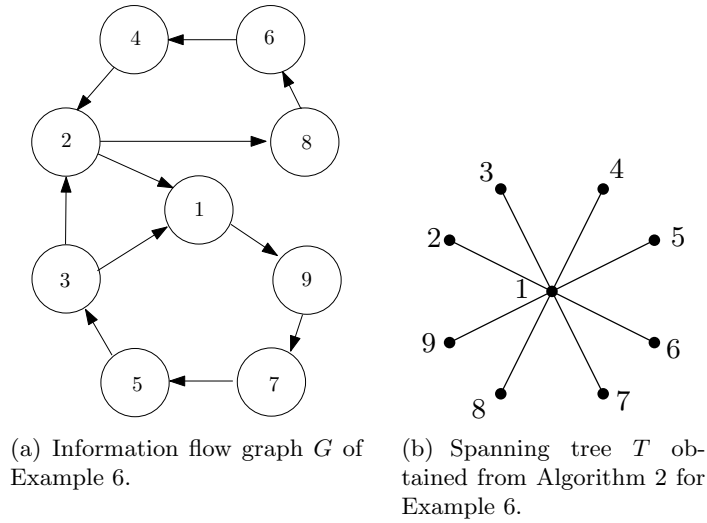 4 6
2 8
1
3 9
5 7
3 4
2 5
1
9 6
8 7
(a) Information flow graph G of
Example 6.
(b) Spanning tree T ob-
tained from Algorithm 2 for
Example 6.